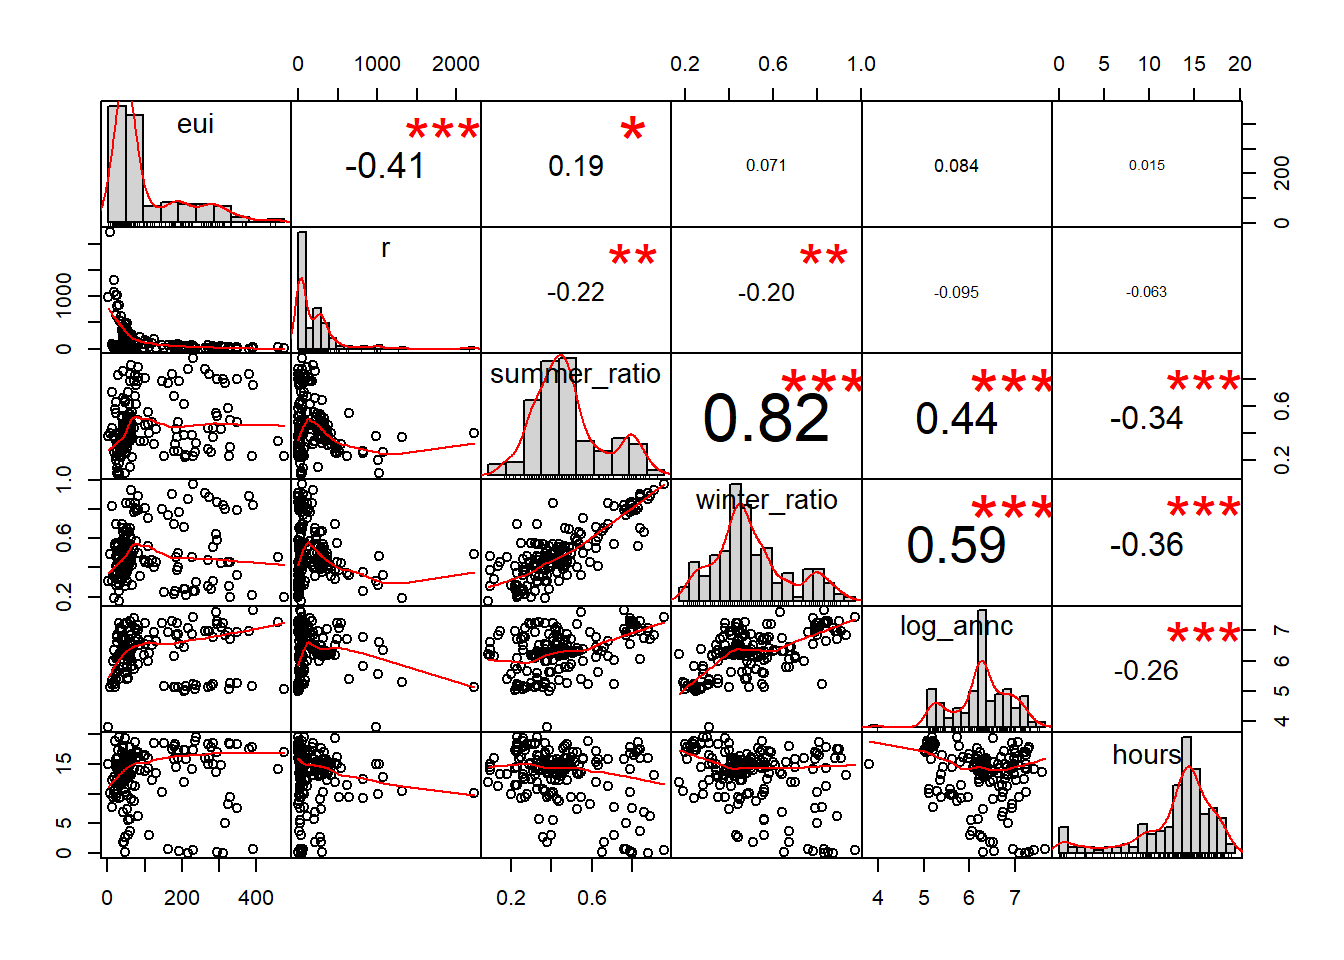 0 1000 2000 0.2 0.6 1.0 0 5 10 15 20
eui *** -0.41 * 0.19 0.071 0.084 0.015 0 200
0 1000 r ** -0.22 ** -0.20 -0.095 -0.063
summer_ratio *** 0.82 *** 0.44 *** -0.34 0.2 0.6
0.2 0.6 1.0 winter_ratio *** 0.59 *** -0.36
log_annc *** -0.26 4 5 6 7
0 5 15 hours
0 200 400 0.2 0.6 4 5 6 7